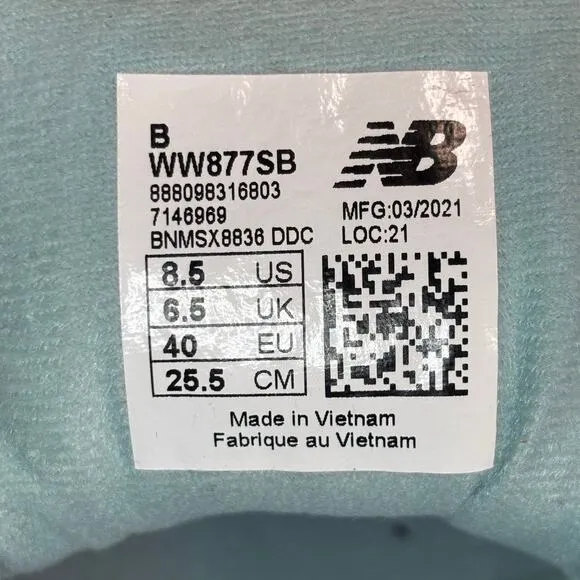 B
WW877SB
888098316803
7146969
BNMSX8836 DDC
NB
MFG:03/2021
LOC:21
8.5 US
6.5 UK
40 EU
25.5 CM
Made in Vietnam
Fabrique au Vietnam